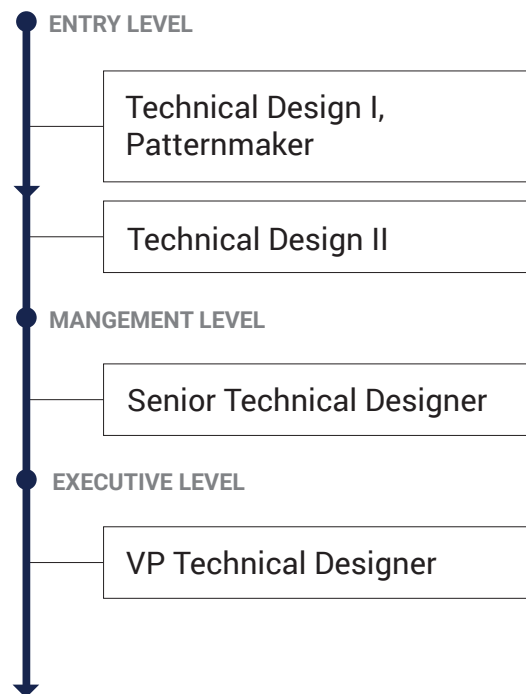 ENTRY LEVEL
Technical Design I,
Patternmaker
Technical Design II
MANGEMENT LEVEL
Senior Technical Designer
EXECUTIVE LEVEL
VP Technical Designer